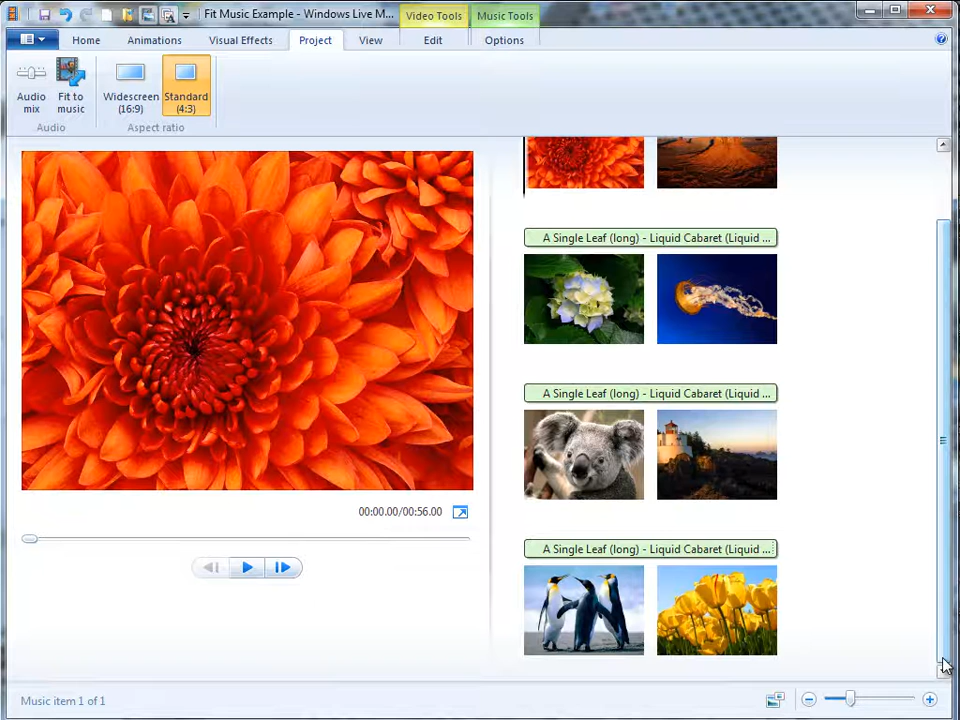 Fit Music Example - Windows Live M...
Video Tools
Music Tools
Home
Animations
Visual Effects
Project
View
Edit
Options
Audio mix
Fit to music
Widescreen (16:9)
Standard (4:3)
Audio
Aspect ratio
A Single Leaf (long) - Liquid Cabaret (Liquid ...
A Single Leaf (long) - Liquid Cabaret (Liquid ...
00:00.00/00:56.00
A Single Leaf (long) - Liquid Cabaret (Liquid ...
Music item 1 of 1